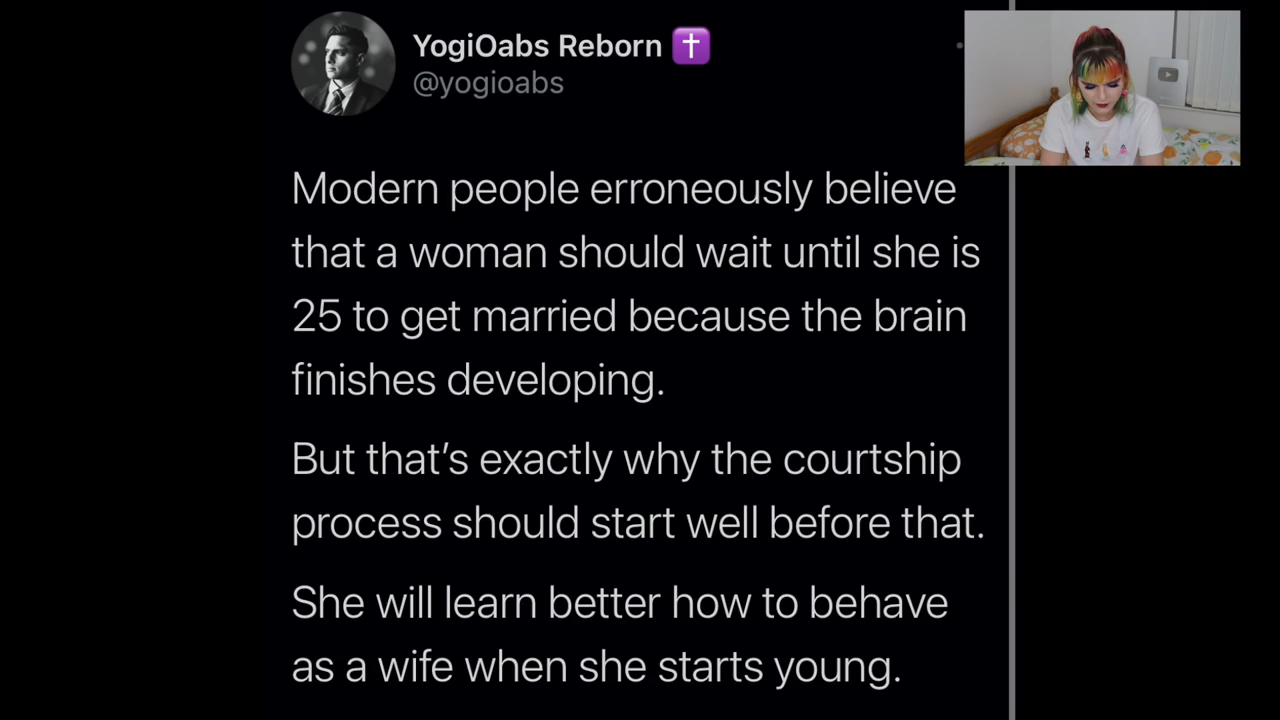 YogiOabs Reborn ✝️
@yogioabs
Modern people erroneously believe
that a woman should wait until she is
25 to get married because the brain
finishes developing.
But that’s exactly why the courtship
process should start well before that.
She will learn better how to behave
as a wife when she starts young.